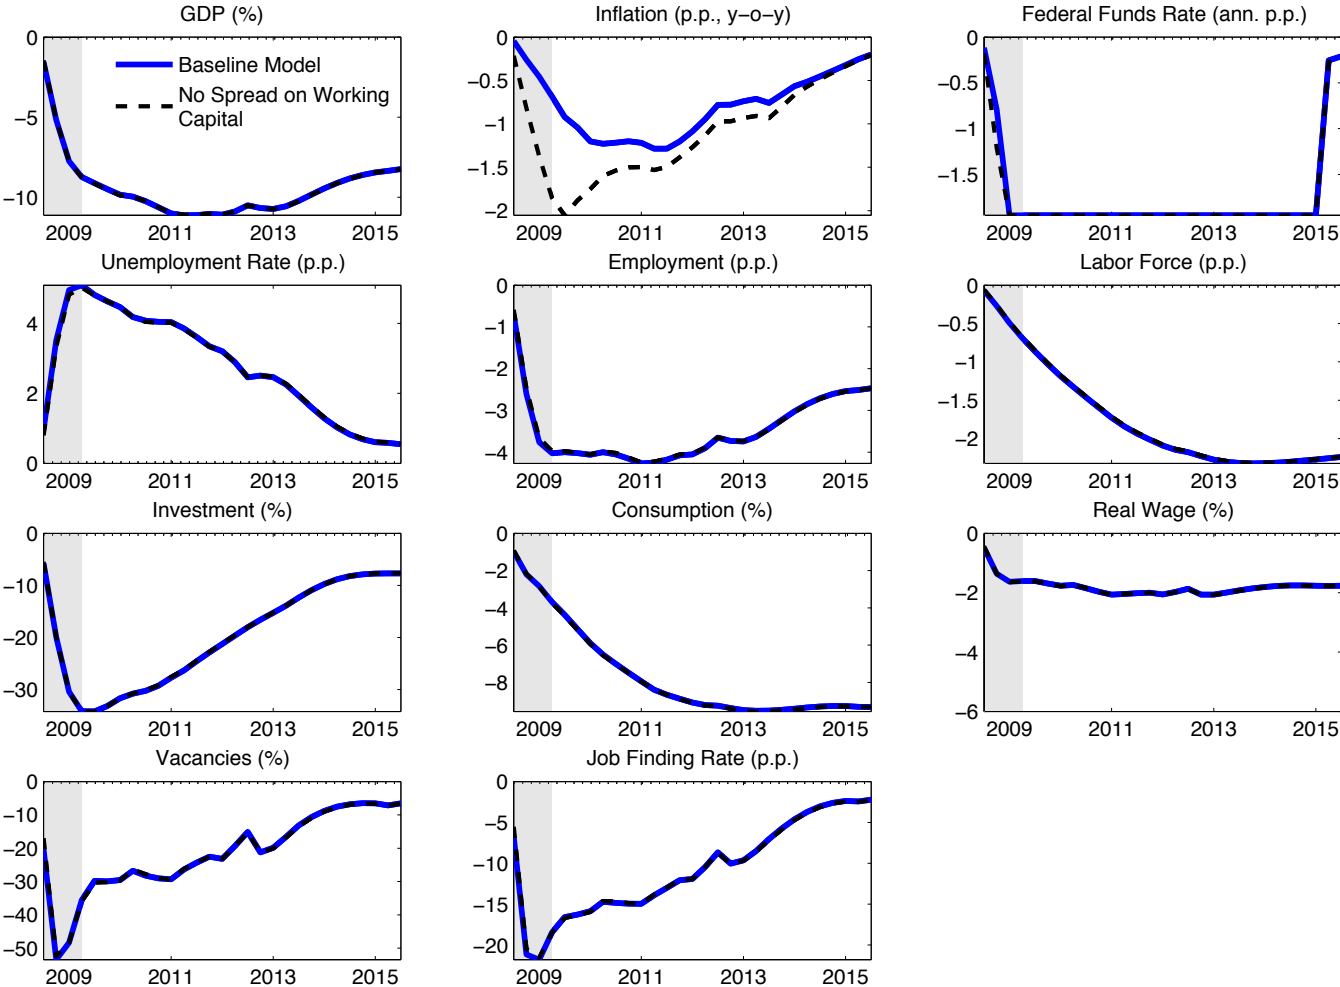 GDP (%)
Inflation (p.p., y−o−y)
Federal Funds Rate (ann. p.p.)
0
−5
−10
Baseline Model
No Spread on Working
Capital
2009 2011 2013 2015
0
−0.5
−1
−1.5
−2
2009 2011 2013 2015
0
−0.5
−1
−1.5
2009 2011 2013 2015
Unemployment Rate (p.p.)
Employment (p.p.)
Labor Force (p.p.)
4
2
0
2009 2011 2013 2015
0
−1
−2
−3
−4
2009 2011 2013 2015
0
−0.5
−1
−1.5
−2
2009 2011 2013 2015
Investment (%)
Consumption (%)
Real Wage (%)
0
−10
−20
−30
2009 2011 2013 2015
0
−2
−4
−6
−8
2009 2011 2013 2015
0
−2
−4
−6
2009 2011 2013 2015
Vacancies (%)
Job Finding Rate (p.p.)
0
−10
−20
−30
−40
−50
2009 2011 2013 2015
0
−5
−10
−15
−20
2009 2011 2013 2015